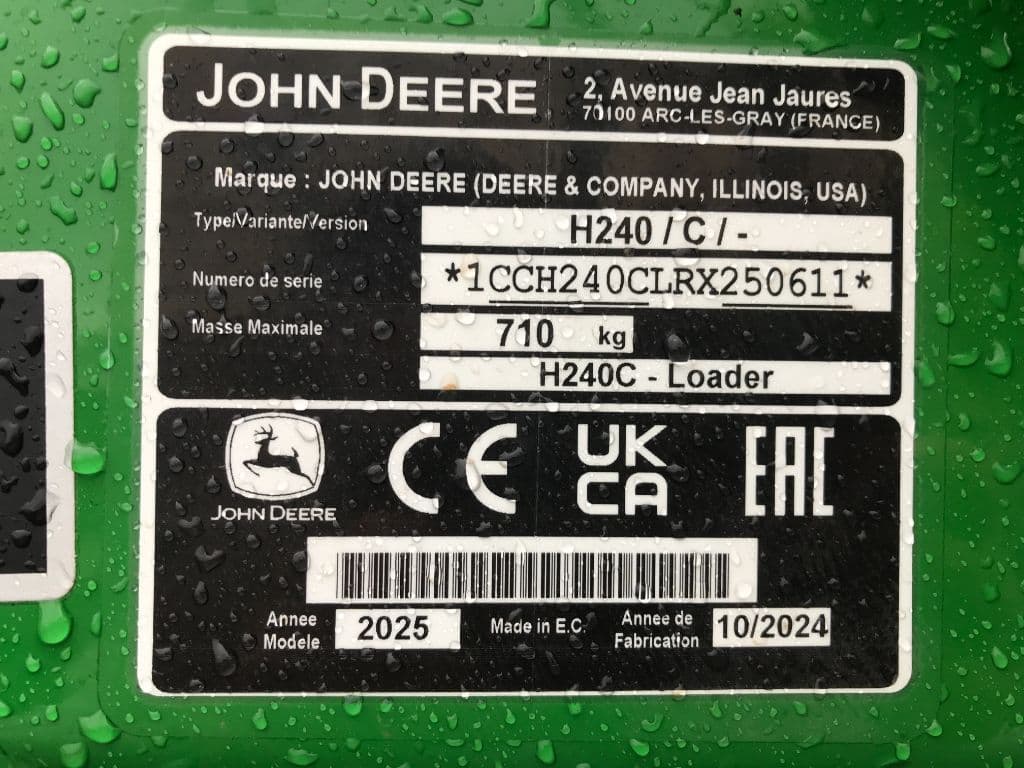 JOHN DEERE
2, Avenue Jean Jaures
70100 ARC-LES-GRAY (FRANCE)
Marque : JOHN DEERE (DEERE & COMPANY, ILLINOIS, USA)
Type/Variante/Version H240 / C / -
Numero de serie *1CCH240CLRX250611*
Masse Maximale 710 kg
H240C - Loader
JOHN DEERE
CE
UK
CA
EAC
Annee
Modele
2025
Made in E.C.
Annee de
Fabrication
10/2024